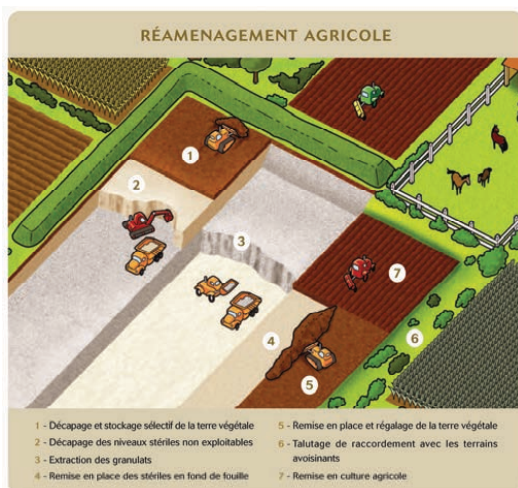 RÉAMENAGEMENT AGRICOLE
1
2
3
4
5
6
7
1 - Décapage et stockage sélectif de la terre végétale
2 - Décapage des niveaux stériles non exploitables
3 - Extraction des granulats
4 - Remise en place des stériles en fond de fouille
5 - Remise en place et régalage de la terre végétale
6 - Talutage de raccordement avec les terrains
avoisinants
7 - Remise en culture agricole